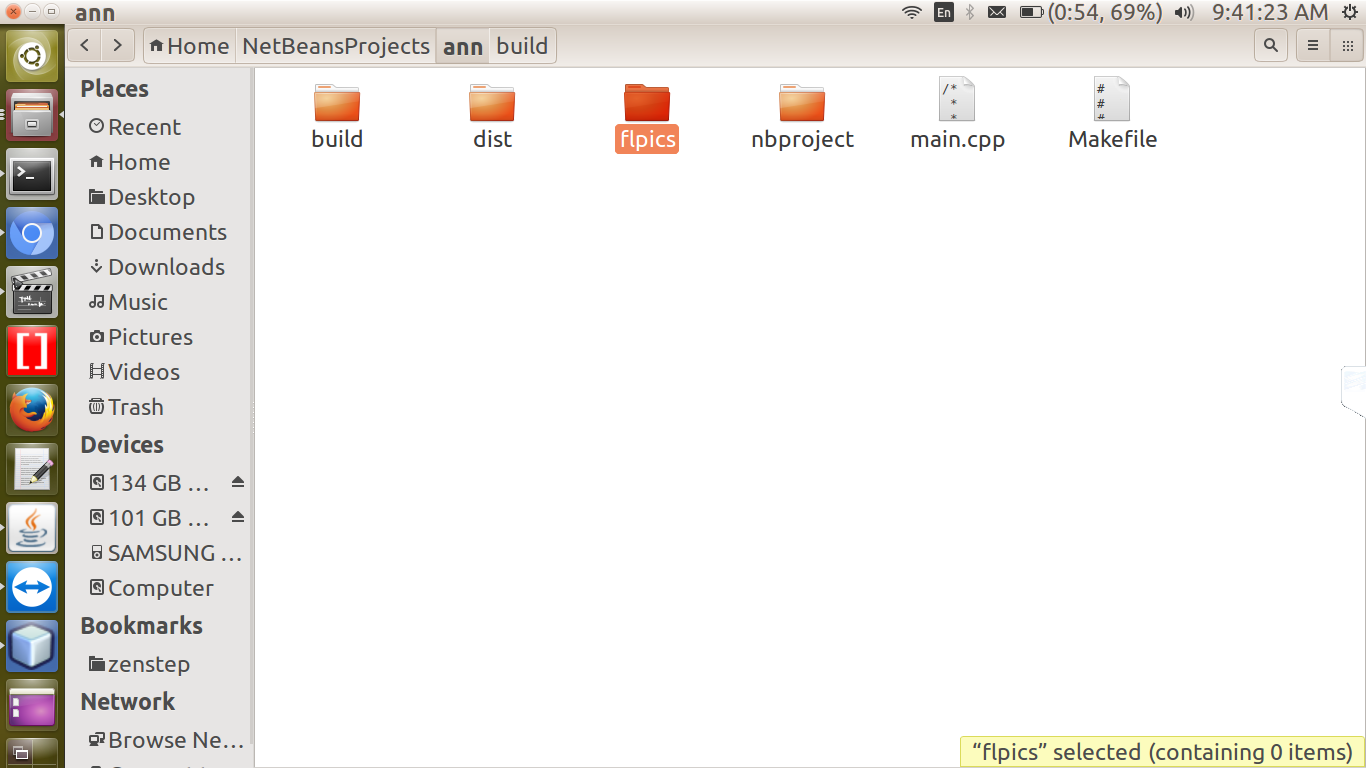 ann
En
(0:54, 69%)
9:41:23 AM
Home
NetBeansProjects
ann
build
Places
Recent
Home
Desktop
Documents
Downloads
Music
Pictures
Videos
Trash
Devices
134 GB …
101 GB …
SAMSUNG …
Computer
Bookmarks
zenstep
Network
Browse Ne…
build
dist
flpics
nbproject
/*
*
*
main.cpp
#
#
#
Makefile
“flpics” selected (containing 0 items)